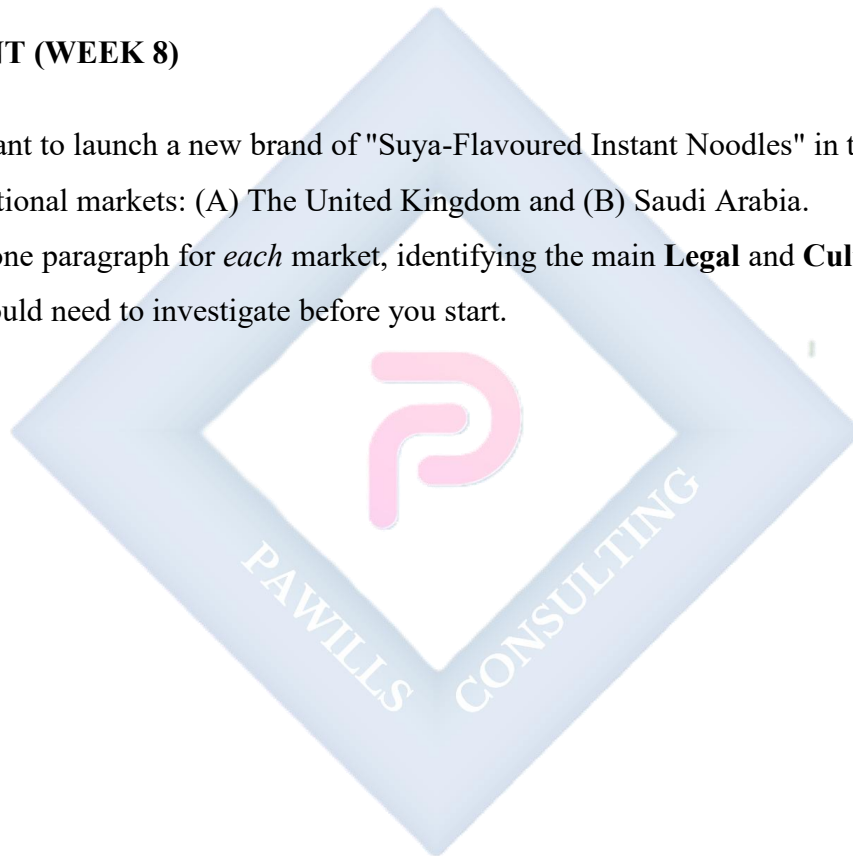 NT (WEEK 8)
ant to launch a new brand of "Suya-Flavoured Instant Noodles" in t
tional markets: (A) The United Kingdom and (B) Saudi Arabia.
one paragraph for each market, identifying the main Legal and Cul
ould need to investigate before you start.
PAWILLS CONSULTING